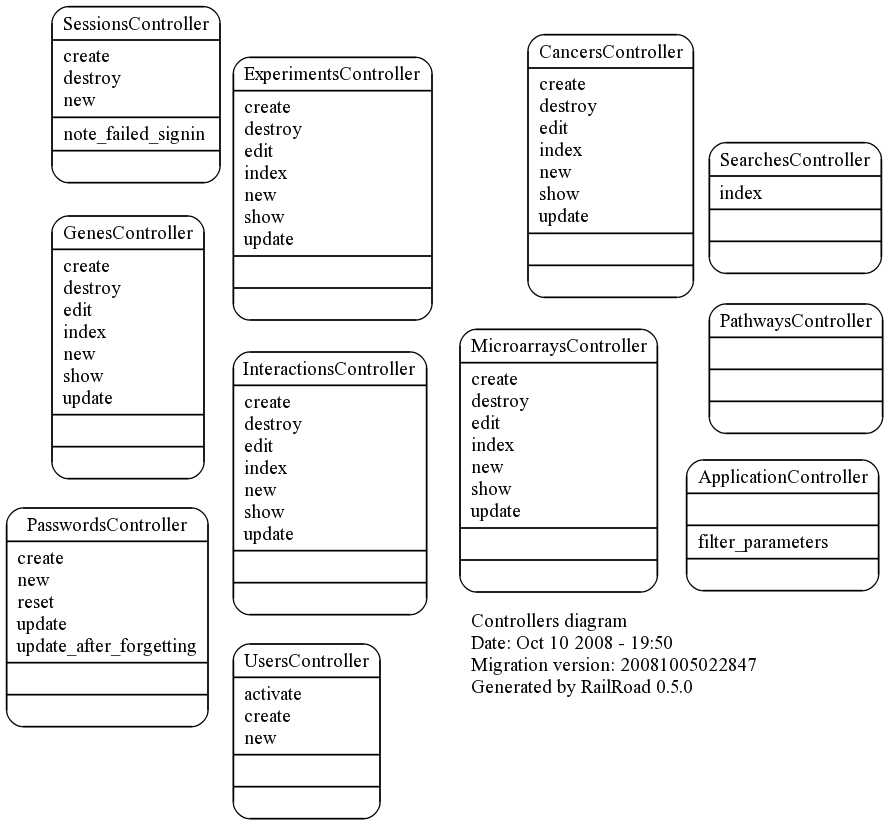 SessionsController
create
destroy
new
note_failed_signin
ExperimentsController
create
destroy
edit
index
new
show
update
CancersController
create
destroy
edit
index
new
show
update
SearchesController
index
GenesController
create
destroy
edit
index
new
show
update
InteractionsController
create
destroy
edit
index
new
show
update
MicroarraysController
create
destroy
edit
index
new
show
update
PathwaysController
ApplicationController
filter_parameters
PasswordsController
create
new
reset
update
update_after_forgetting
UsersController
activate
create
new
Controllers diagram
Date: Oct 10 2008 - 19:50
Migration version: 20081005022847
Generated by RailRoad 0.5.0